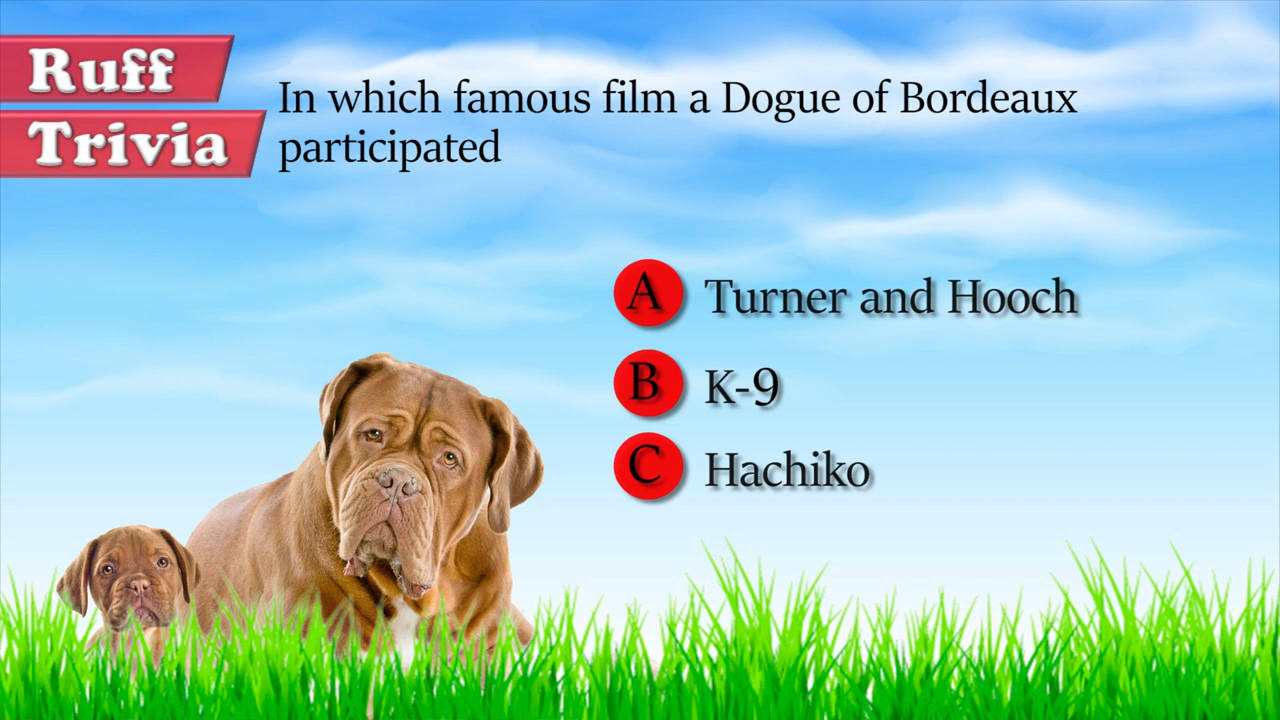 Ruff
Trivia
In which famous film a Dogue of Bordeaux
participated
A Turner and Hooch
B K-9
C Hachiko